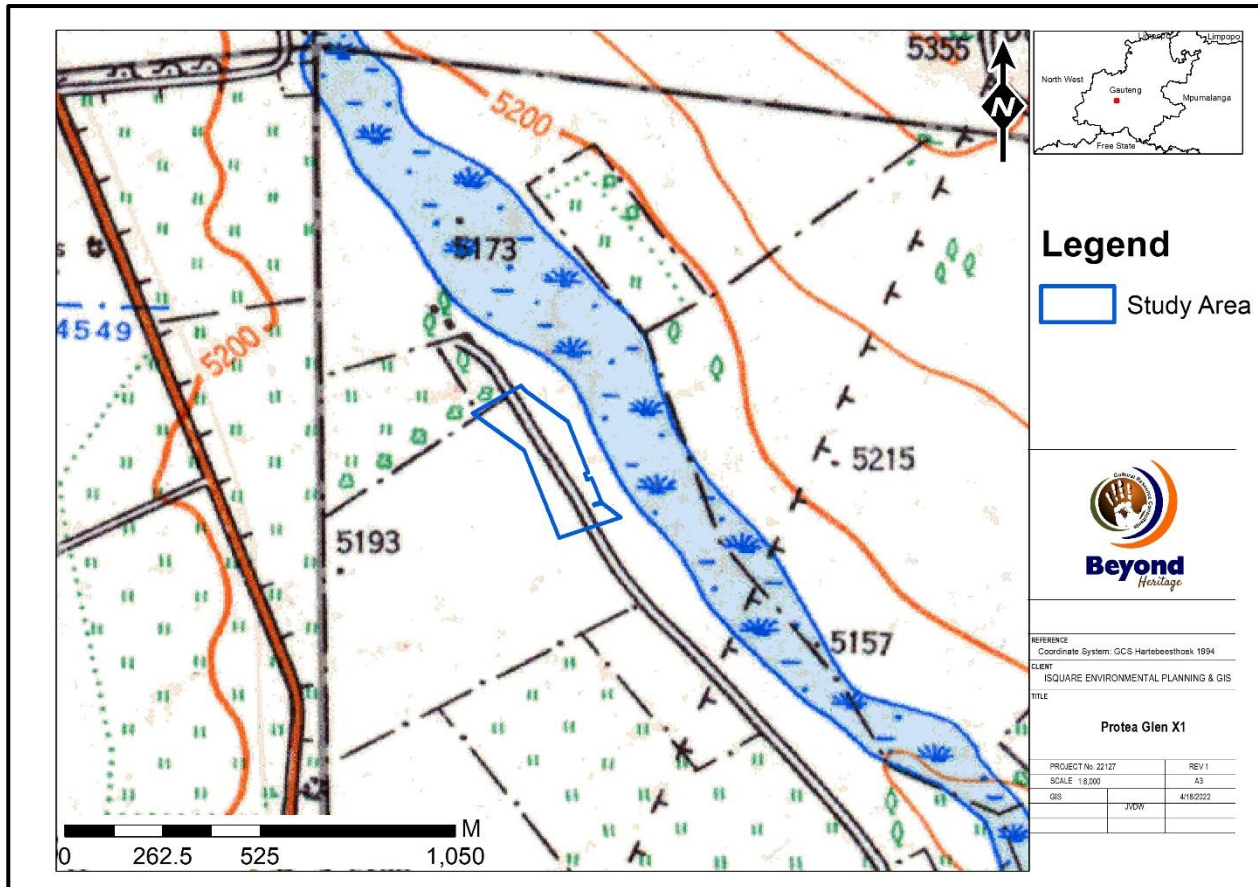 5355
5200
5173
4549
5200
5215
5193
5157
M
0 262.5 525 1,050
N
Limpopo Limpopo
North West
Gauteng
Mpumalanga
Free State
Legend
Study Area
Beyond
Heritage
REFERENCE
Coordinate System: GCS Hartebeesthoek 1994
CLIENT
ISQUARE ENVIRONMENTAL PLANNING & GIS
TITLE
Protea Glen X1
PROJECT No. 22127 REV 1
SCALE 1:8,000 A3
GIS JVDW 4/18/2022